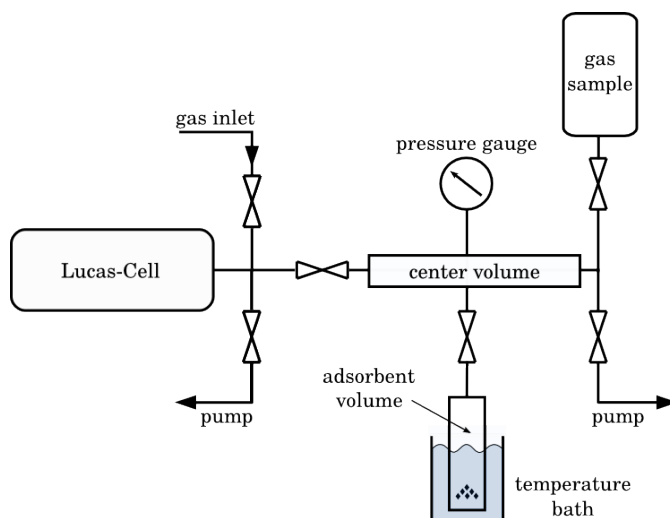 gas
sample
gas inlet
pressure gauge
Lucas-Cell
center volume
adsorbent
volume
pump
pump
temperature
bath